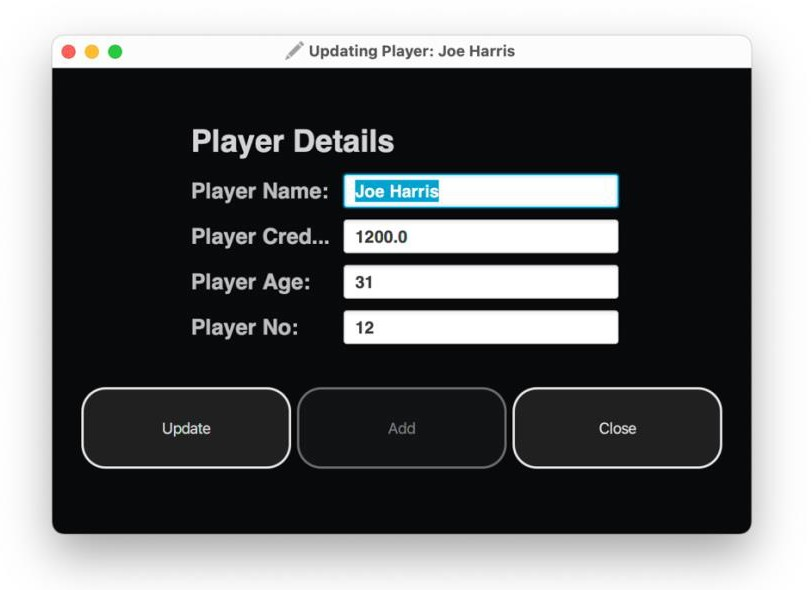 Updating Player: Joe Harris
Player Details
Player Name: Joe Harris
Player Cred... 1200.0
Player Age: 31
Player No: 12
Update Add Close